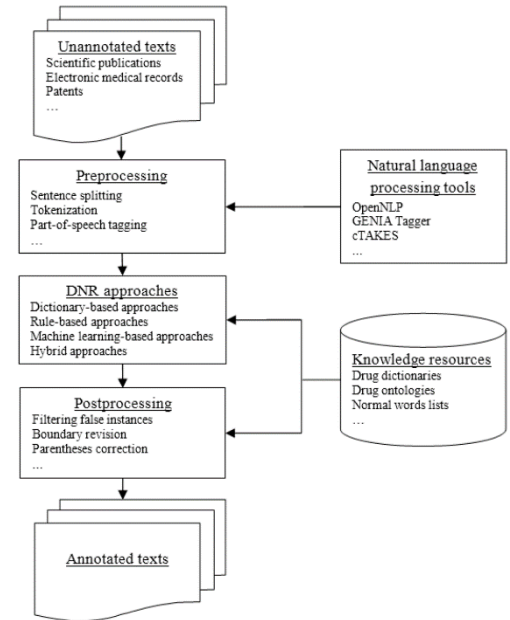 Unannotated texts
Scientific publications
Electronic medical records
Patents
…
Preprocessing
Sentence splitting
Tokenization
Part-of-speech tagging
…
Natural language
processing tools
OpenNLP
GENIA Tagger
cTAKES
...
DNR approaches
Dictionary-based approaches
Rule-based approaches
Machine learning-based approaches
Hybrid approaches
Knowledge resources
Drug dictionaries
Drug ontologies
Normal words lists
…
Postprocessing
Filtering false instances
Boundary revision
Parentheses correction
…
Annotated texts